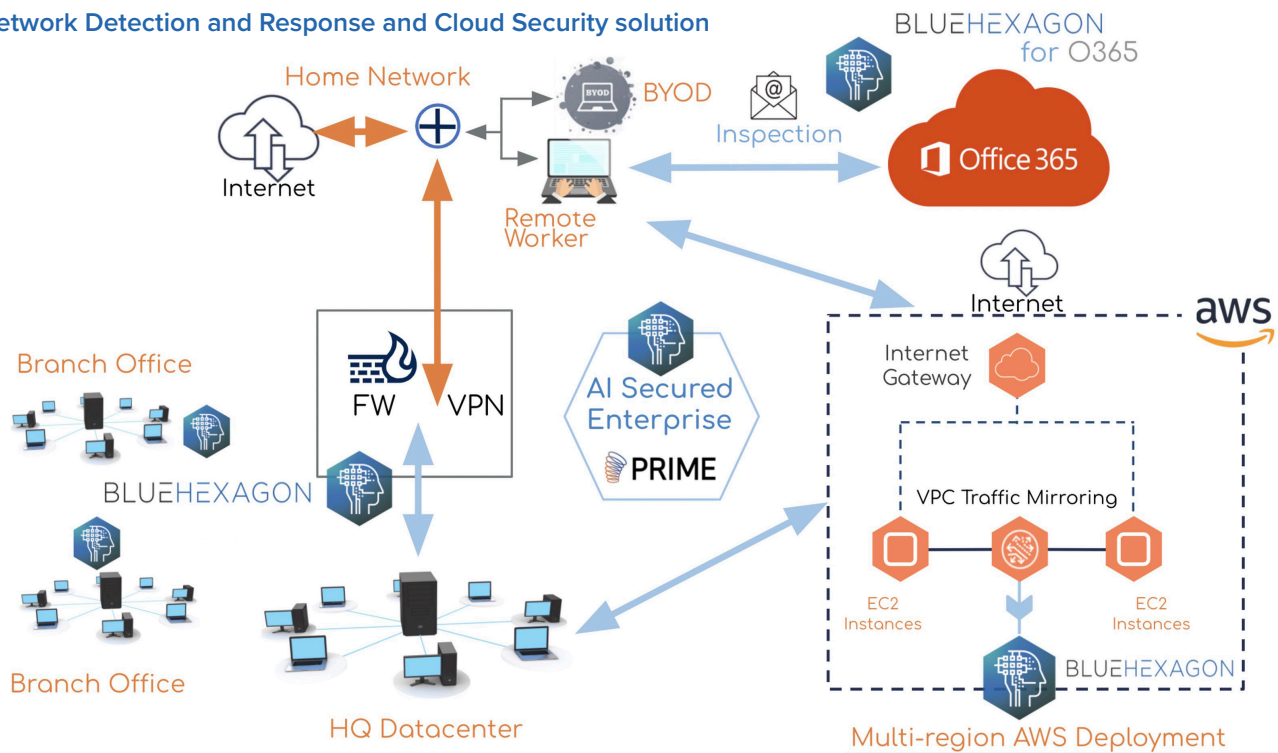 etwork Detection and Response and Cloud Security solution
BLUEHEXAGON
for O365
Home Network
BYOD
BYOD
@
Inspection
Office 365
Internet
Remote
Worker
Internet
aws
Branch Office
FW
VPN
AI Secured
Enterprise
PRIME
Internet
Gateway
BLUEHEXAGON
VPC Traffic Mirroring
EC2
Instances
EC2
Instances
BLUEHEXAGON
Branch Office
HQ Datacenter
Multi-region AWS Deployment